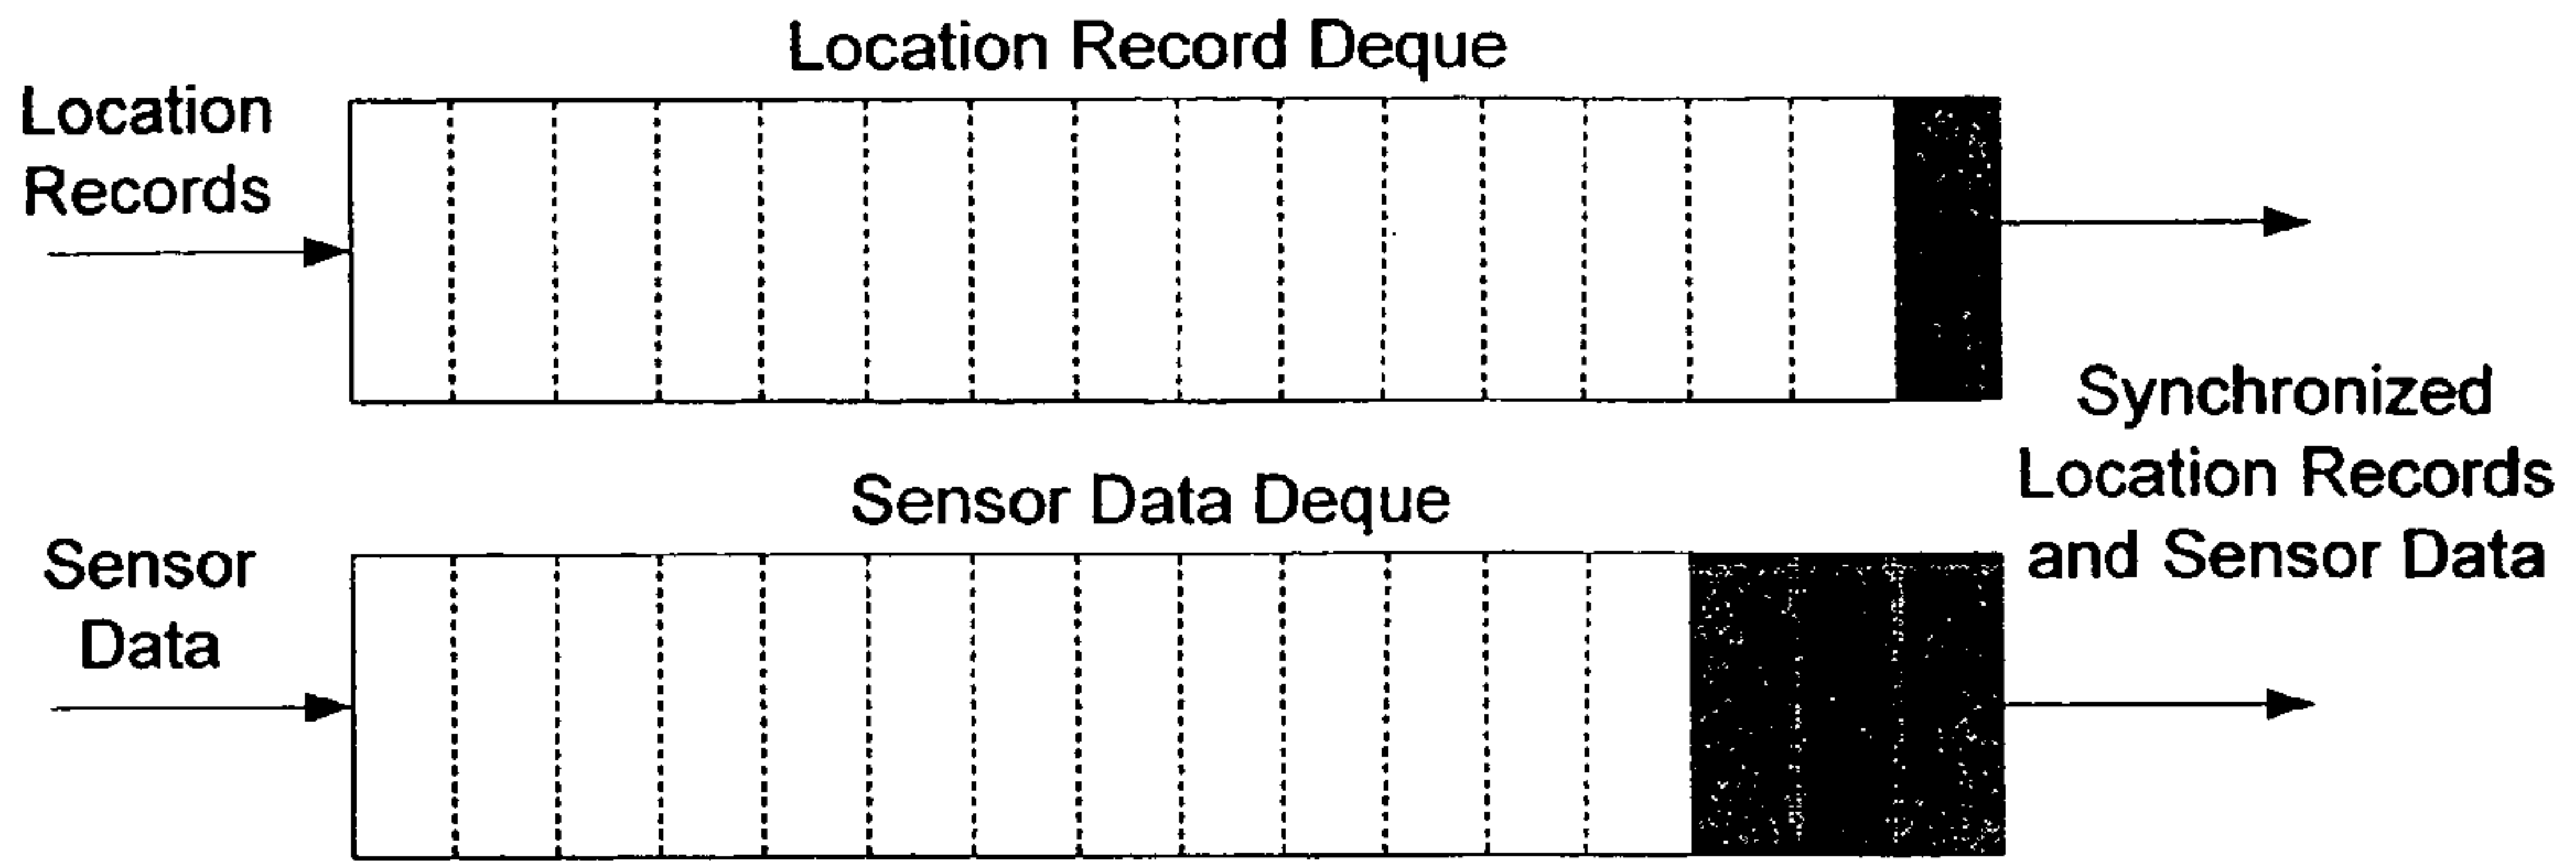 Location Record Deque
Location
Records
Synchronized
Location Records
and Sensor Data
Sensor Data Deque
Sensor
Data